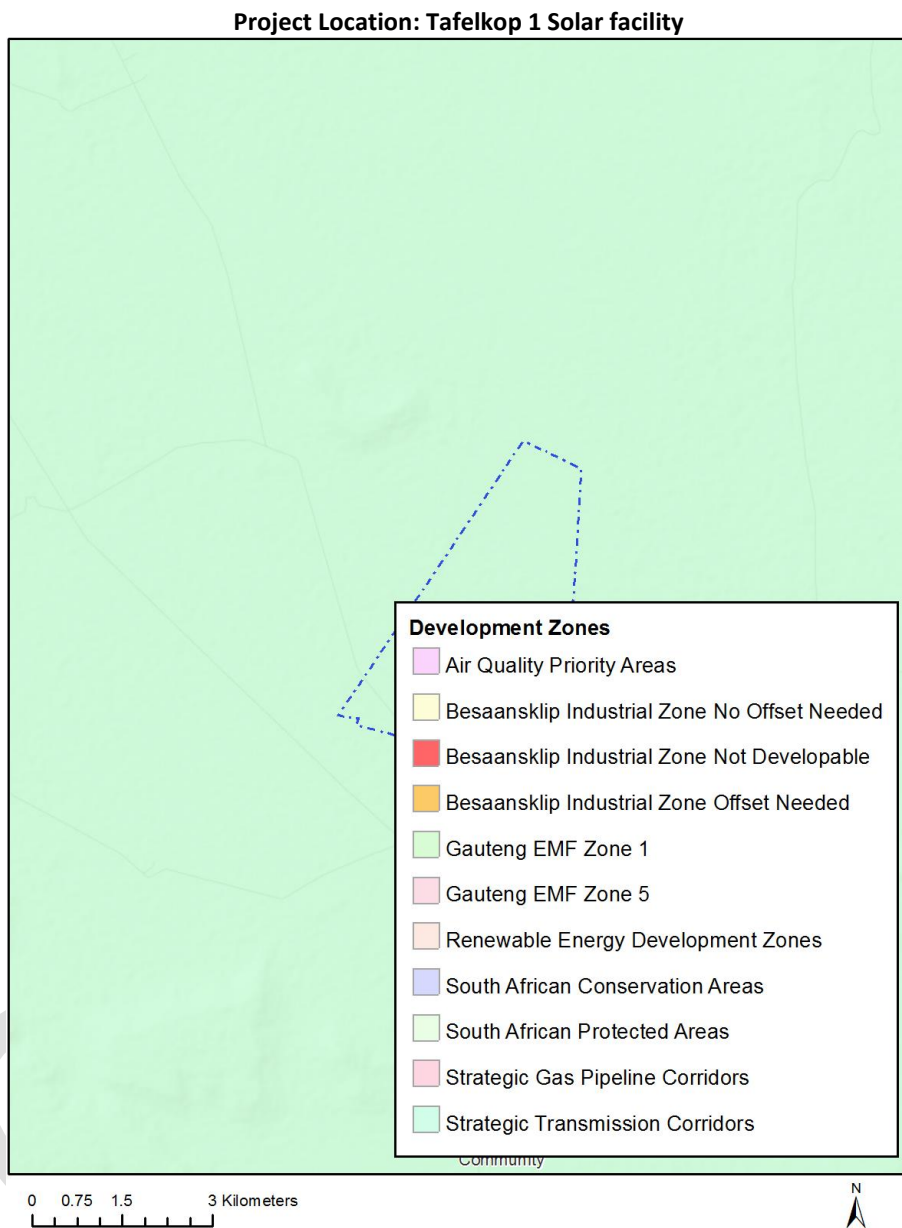 Project Location: Tafelkop 1 Solar facility
Development Zones
Air Quality Priority Areas
Besaansklip Industrial Zone No Offset Needed
Besaansklip Industrial Zone Not Developable
Besaansklip Industrial Zone Offset Needed
Gauteng EMF Zone 1
Gauteng EMF Zone 5
Renewable Energy Development Zones
South African Conservation Areas
South African Protected Areas
Strategic Gas Pipeline Corridors
Strategic Transmission Corridors
Community
0 0.75 1.5 3 Kilometers
N